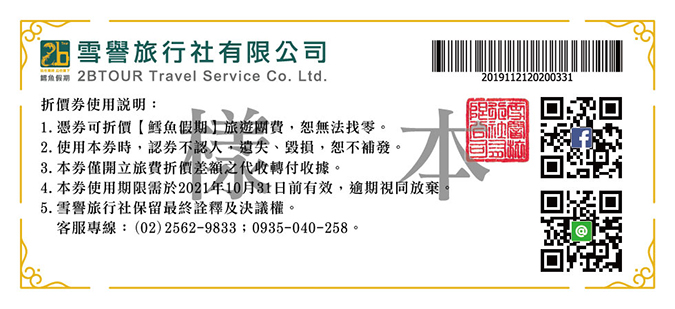 2b
鱈魚假期
雪譽旅行社有限公司
2BTOUR Travel Service Co. Ltd.
2019112120200331
樣本
折價券使用說明：
1. 憑券可折價【鱈魚假期】旅遊團費，恕無法找零。
2. 使用本券時，認券不認人，遺失、毀損，恕不補發。
3. 本券僅開立旅費折價差額之代收轉付收據。
4. 本券使用期限需於2021年10月31日前有效，逾期視同放棄。
5. 雪譽旅行社保留最終詮釋及決議權。
客服專線：(02)2562-9833；0935-040-258。